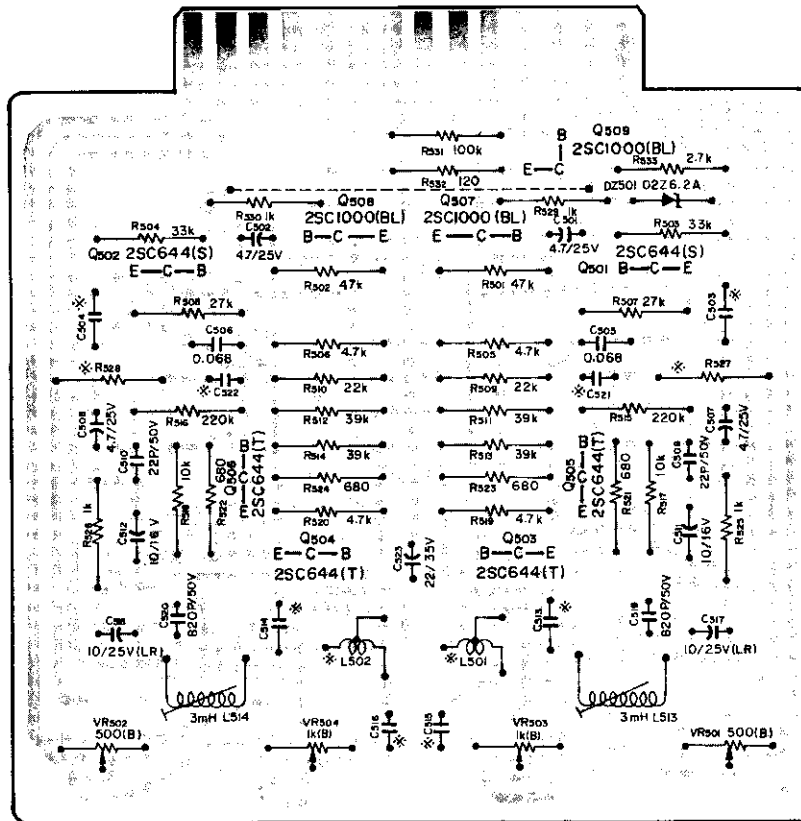 R531 100k
B
Q509
2SC1000(BL)
E C
R532 120
R533 2.7k
DZ501 02Z6.2A
R530 1k
Q508
2SC1000(BL)
B C E
Q507
2SC1000(BL)
E C B
R529 1k
C502
4.7/25V
C501
4.7/25V
R503 33k
R504 33k
Q502 2SC644(S)
E C B
2SC644(S)
Q501 B C E
R502 47k
R501 47k
C504 ※
R508 27k
R507 27k
C503 ※
C506
0.068
C505
0.068
R506 4.7k
R505 4.7k
※ R528
※ C522
R510 22k
R509 22k
※ C521
※ R527
4.7/25V
R516 220k
R512 39k
R511 39k
R515 220k
C507
4.7/25V
C510
22P/50V
R518 10k
R522 680
Q506
2SC644(T)
B C E
R514 39k
R513 39k
Q505
2SC644(T)
B C E
R521 680
R517 10k
22P/50V
R524 680
R523 680
R526 1k
C512
10/16V
R520 4.7k
R519 4.7k
C511
10/16V
R525 1k
Q504
E C B
2SC644(T)
C523
22/35V
Q503
B C E
2SC644(T)
C518
10/25V(LR)
C520
820P/50V
C514 ※
※ L502
※ L501
C513 ※
C519
820P/50V
C517
10/25V(LR)
3mH L514
3mH L513
VR502
500(B)
VR504
1k(B)
C516 ※
※ C515
VR503
1k(B)
VR501 500(B)